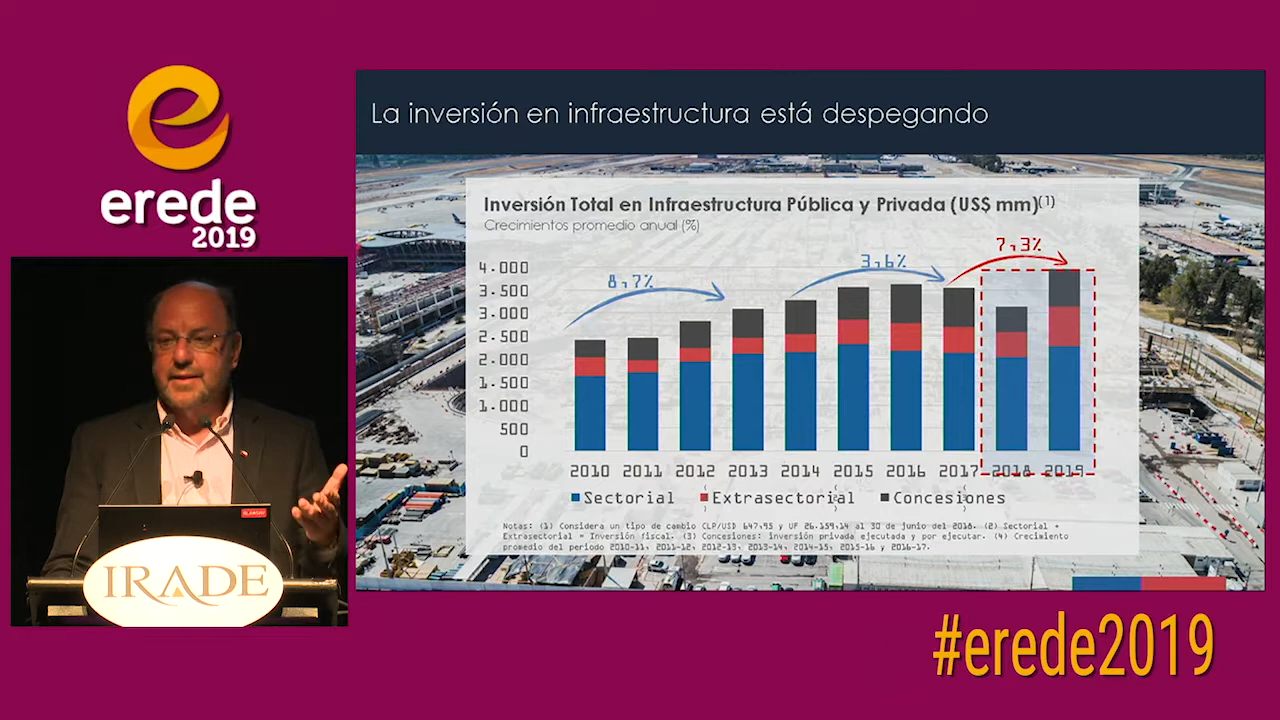 erede
2019
La inversión en infraestructura está despegando
Inversión Total en Infraestructura Pública y Privada (US$ mm)(1)
Crecimientos promedio anual (%)
8,7%
3,6%
7,3%
4.000
3.500
3.000
2.500
2.000
1.500
1.000
500
0
2010 2011 2012 2013 2014 2015 2016 2017 2018 2019
Sectorial Extrasectorial Concesiones
Notas: (1) Considera un tipo de cambio CLP/USD 647,95 y UF 26.159,14 al 30 de junio del 2018. (2) Sectorial +
Extrasectorial = Inversión fiscal. (3) Concesiones: inversión privada ejecutada y por ejecutar. (4) Crecimiento
promedio del periodo 2010-11, 2011-12, 2012-13, 2013-14, 2014-15, 2015-16 y 2016-17.
IRADE
#erede2019